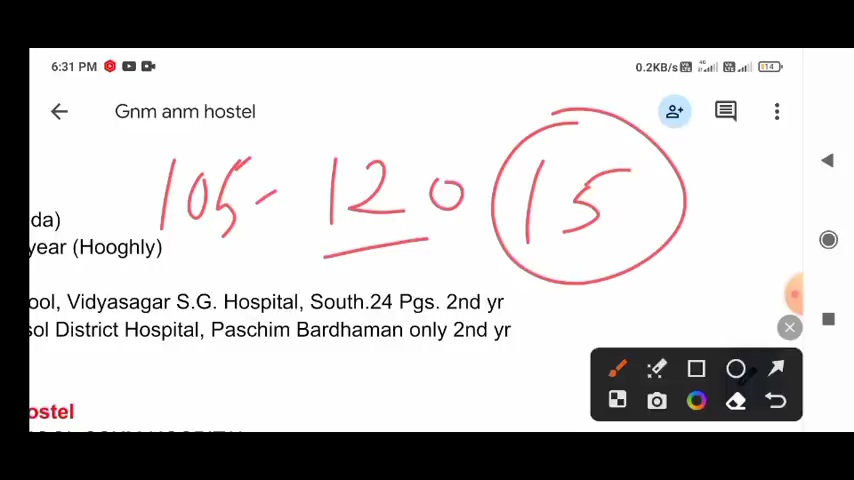 6:31 PM
0.2KB/s 14
Gnm anm hostel
105- 120 15
da)
year (Hooghly)
ool, Vidyasagar S.G. Hospital, South.24 Pgs. 2nd yr
sol District Hospital, Paschim Bardhaman only 2nd yr
ostel